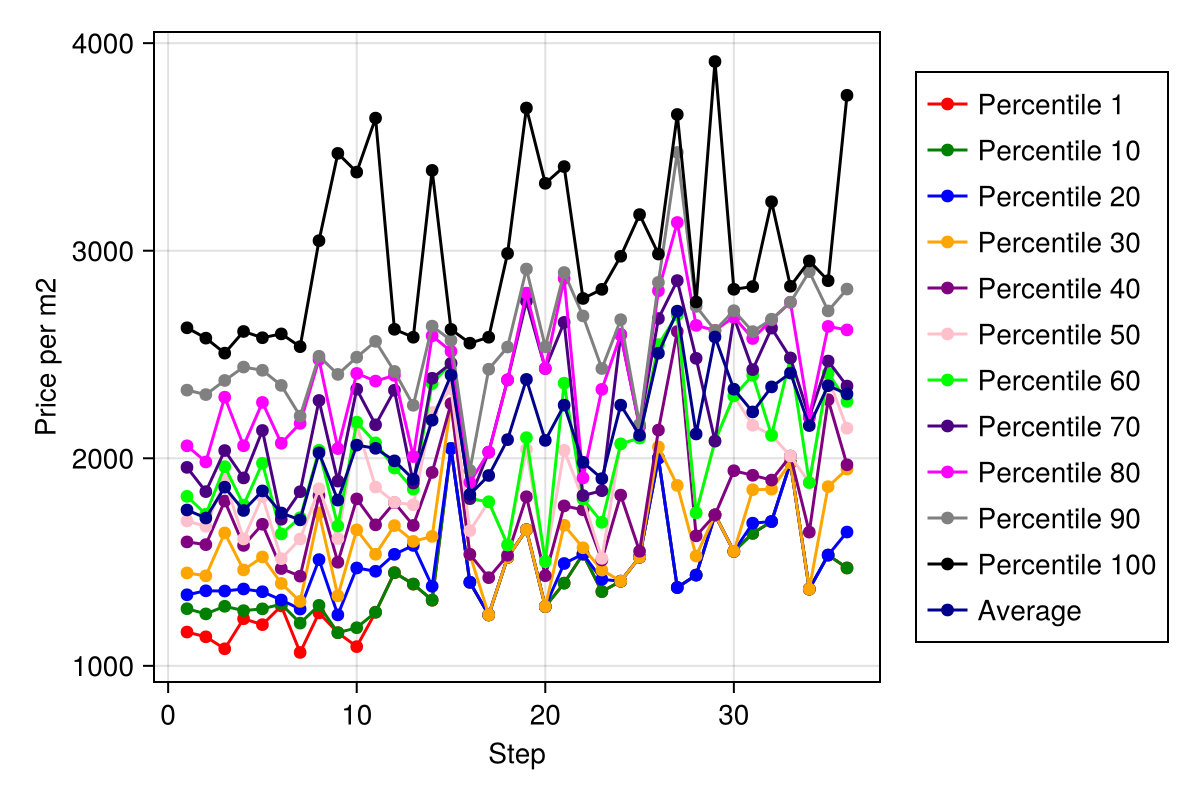 4000
3000
2000
1000
Price per m2
0 10 20 30
Step
Percentile 1
Percentile 10
Percentile 20
Percentile 30
Percentile 40
Percentile 50
Percentile 60
Percentile 70
Percentile 80
Percentile 90
Percentile 100
Average